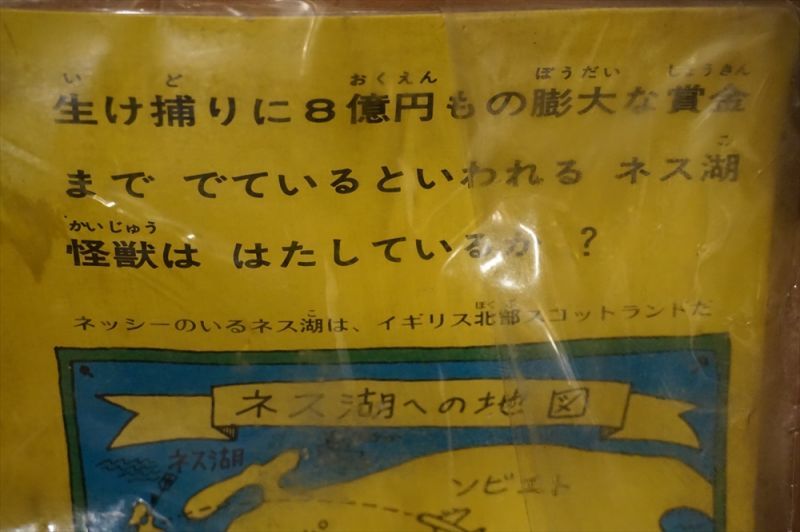 生け捕りに8億円もの膨大な賞金
まで でているといわれる ネス湖
怪獣は はたしているか ?
ネッシーのいるネス湖は、イギリス北部スコットランドだ
ネス湖への地図
ネス湖
ソビエト